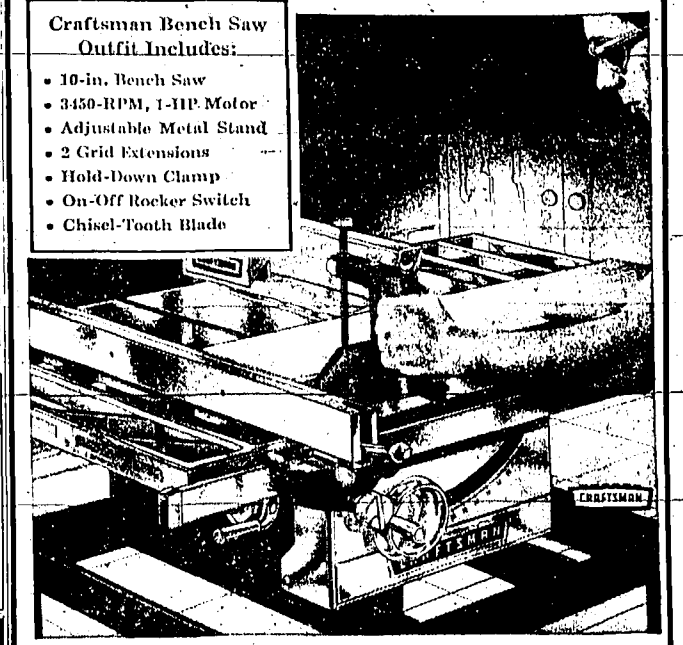 Craftsman Bench Saw
Outfit Includes:
• 10-in. Bench Saw
• 3450-RPM, 1-HP Motor
• Adjustable Metal Stand
• 2 Grid Extensions
• Hold-Down Clamp
• On-Off Rocker Switch
• Chisel-Tooth Blade
CRAFTSMAN
CRAFTSMAN